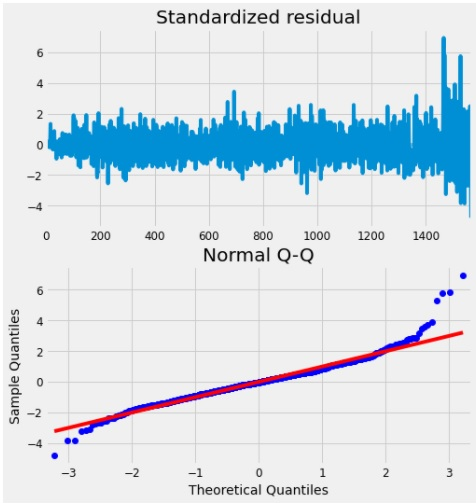 Standardized residual
6
4
2
0
−2
−4
0 200 400 600 800 1000 1200 1400
Normal Q-Q
6
4
2
0
−2
−4
Sample Quantiles
−3 −2 −1 0 1 2 3
Theoretical Quantiles